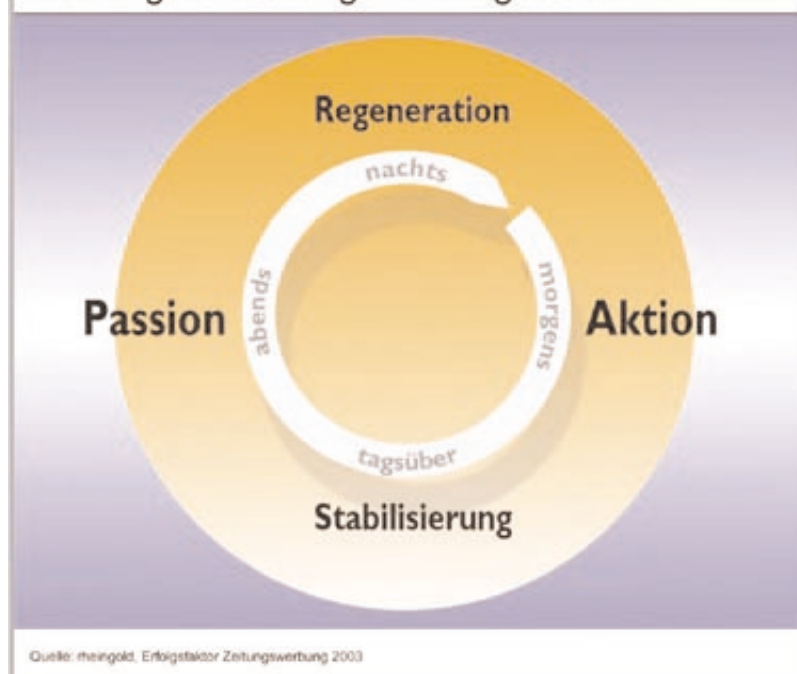 Regeneration
nachts
morgens
Passion
abends
Aktion
tagsüber
Stabilisierung
Quelle: rheingold, Erfolgsfaktor Zeitungswerbung 2003